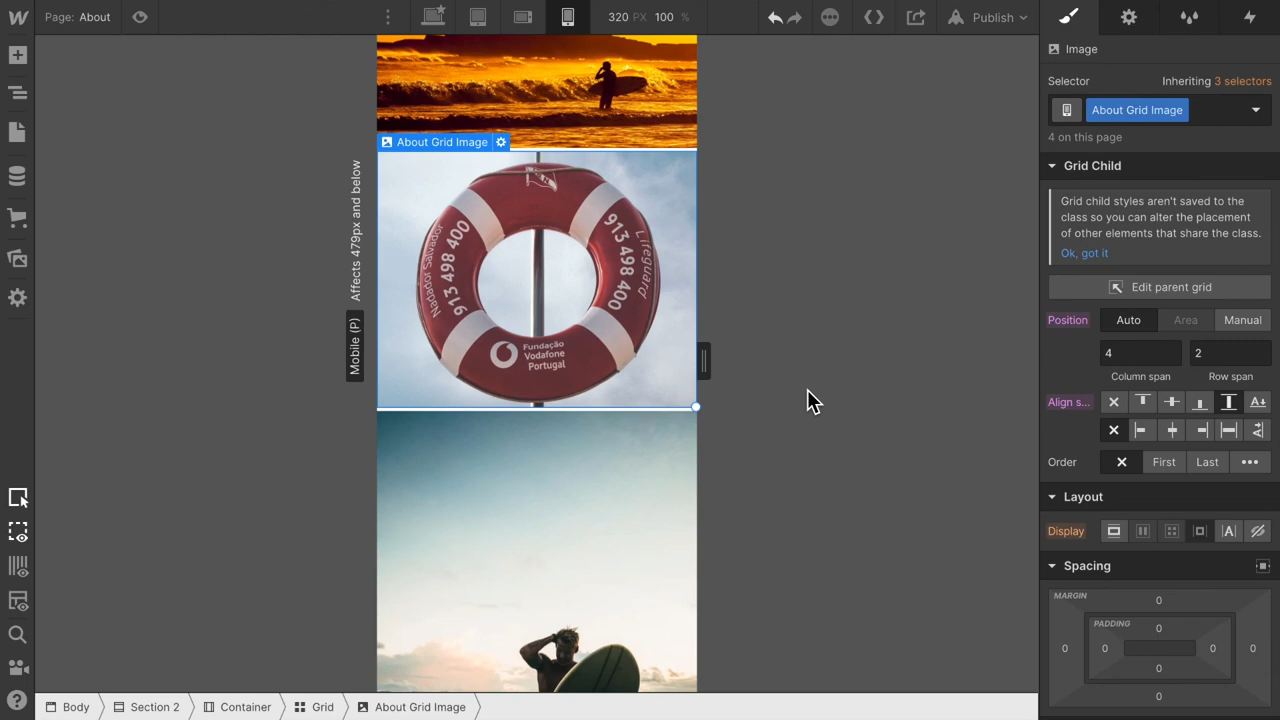 Page: About
320 PX 100 %
Publish
Image
Selector
Inheriting 3 selectors
About Grid Image
4 on this page
Grid Child
Grid child styles aren't saved to the
class so you can alter the placement
of other elements that share the class.
Ok, got it
Edit parent grid
Position
Auto
Area
Manual
4
2
Column span
Row span
Align s...
Order
First
Last
Layout
Display
Spacing
MARGIN
0
PADDING
0
0
0
0
0
0
0
About Grid Image
Affects 479px and below
Mobile (P)
Nadador Salvador
913 498 400
913 498 400
Lifeguard
Fundação
Vodafone
Portugal
Body
Section 2
Container
Grid
About Grid Image